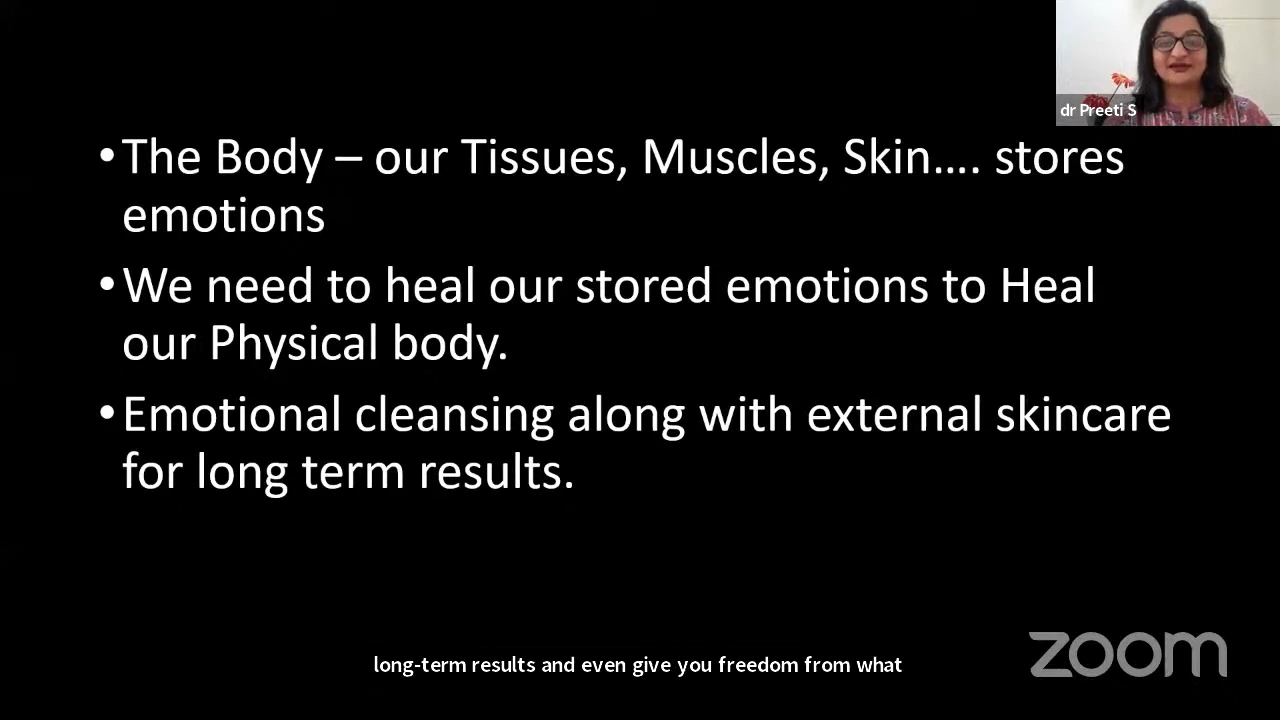 dr Preeti S
•The Body – our Tissues, Muscles, Skin…. stores
emotions
•We need to heal our stored emotions to Heal
our Physical body.
•Emotional cleansing along with external skincare
for long term results.
long-term results and even give you freedom from what
zoom